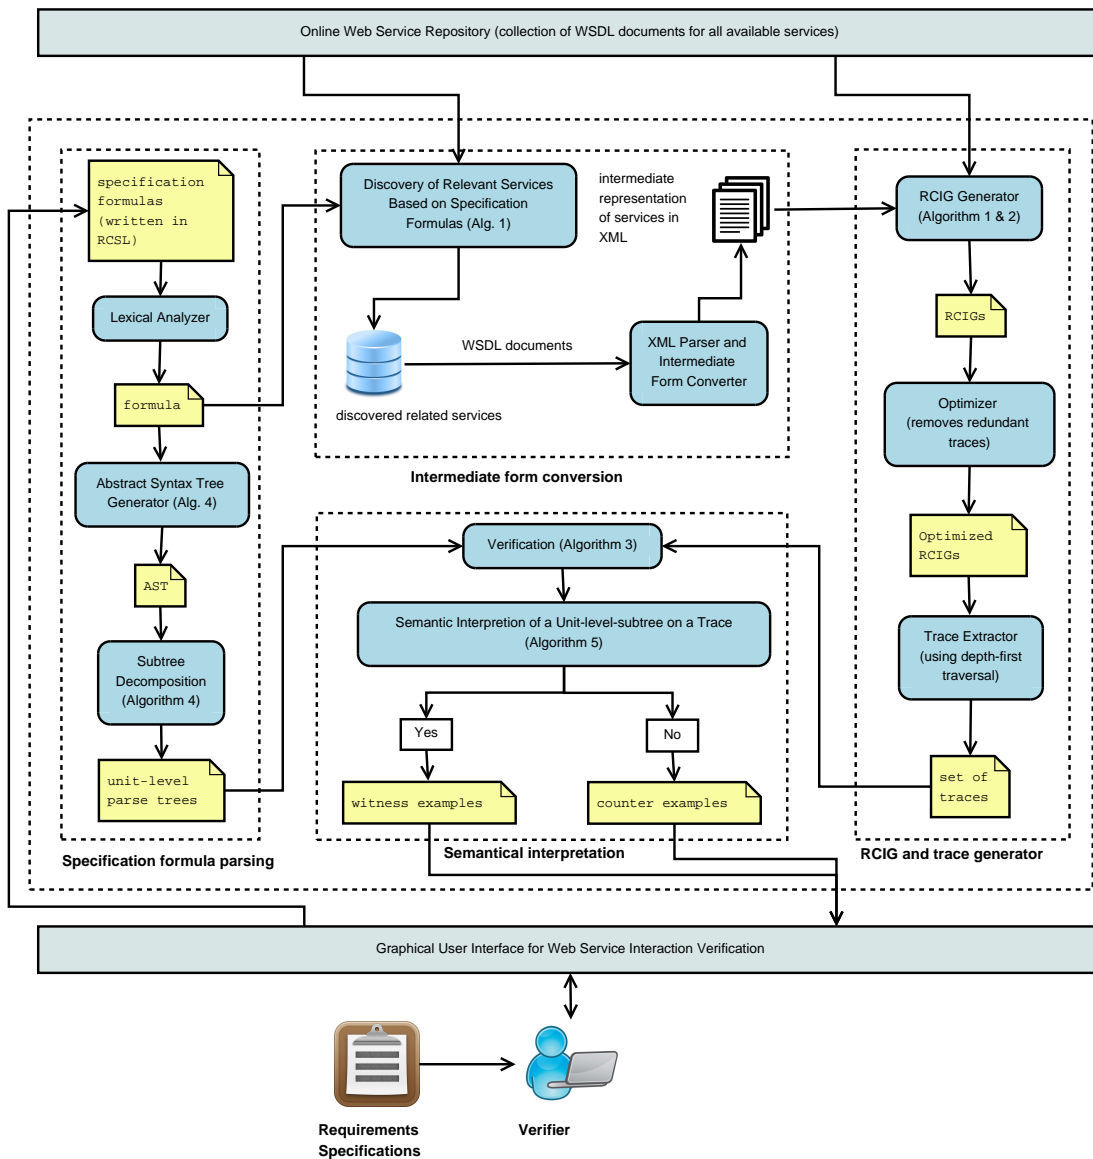 Online Web Service Repository (collection of WSDL documents for all available services)
specification
formulas
(written in
RCSL)
Lexical Analyzer
formula
Abstract Syntax Tree
Generator (Alg. 4)
AST
Subtree
Decomposition
(Algorithm 4)
unit-level
parse trees
Specification formula parsing
Discovery of Relevant Services
Based on Specification
Formulas (Alg. 1)
intermediate
representation
of services in
XML
WSDL documents
discovered related services
XML Parser and
Intermediate
Form Converter
Intermediate form conversion
Verification (Algorithm 3)
Semantic Interpretion of a Unit-level-subtree on a Trace
(Algorithm 5)
Yes
No
witness examples
counter examples
Semantical interpretation
RCIG Generator
(Algorithm 1 & 2)
RCIGs
Optimizer
(removes redundant
traces)
Optimized
RCIGs
Trace Extractor
(using depth-first
traversal)
set of
traces
RCIG and trace generator
Graphical User Interface for Web Service Interaction Verification
Requirements
Specifications
Verifier